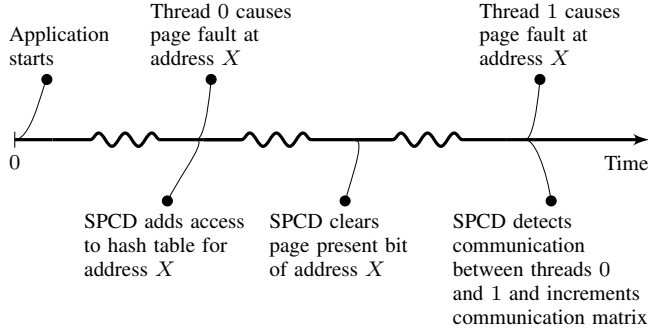 Application
starts
Thread 0 causes
page fault at
address X
Thread 1 causes
page fault at
address X
0
Time
SPCD adds access
to hash table for
address X
SPCD clears
page present bit
of address X
SPCD detects
communication
between threads 0
and 1 and increments
communication matrix